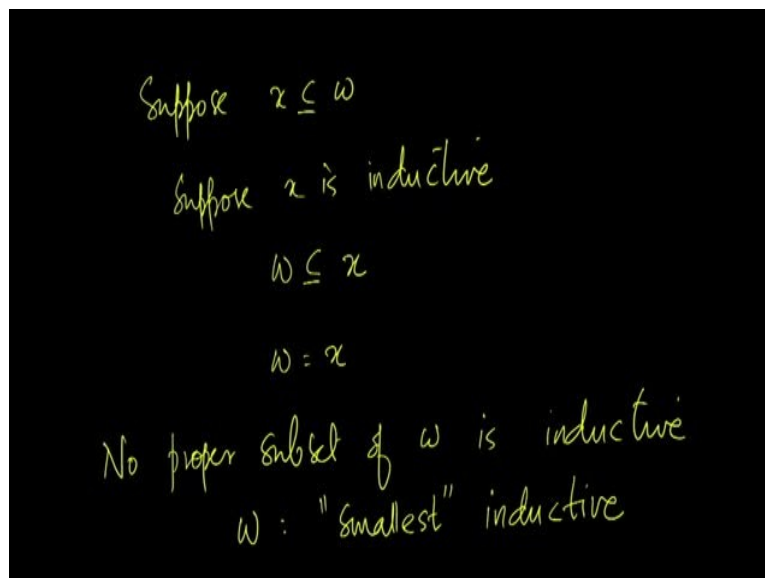 Suppose x ⊆ ω
Suppose x is inductive
ω ⊆ x
ω = x
No proper subset of ω is inductive
ω : "Smallest" inductive